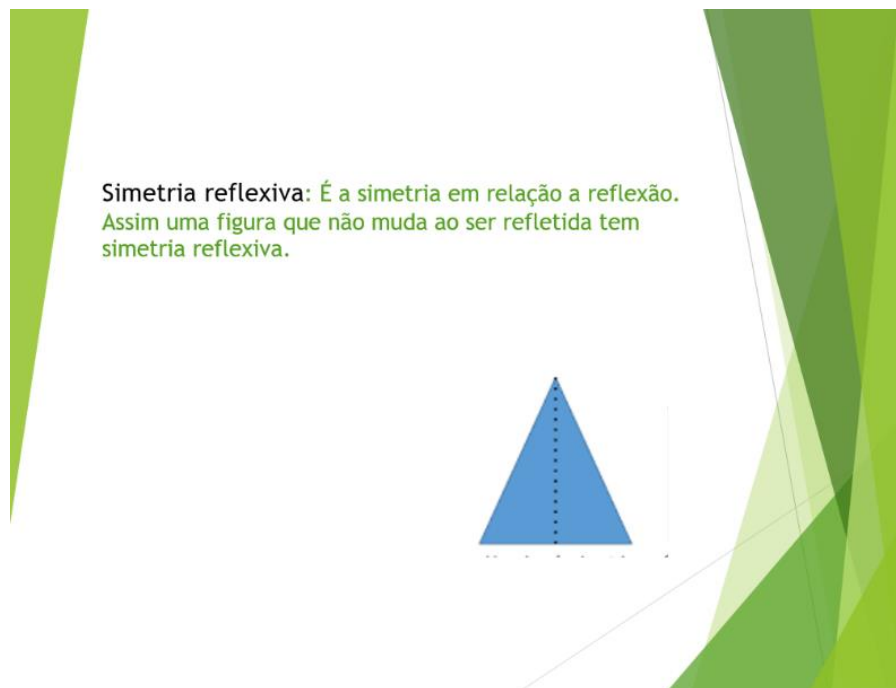 Simetria reflexiva: É a simetria em relação a reflexão.
Assim uma figura que não muda ao ser refletida tem
simetria reflexiva.